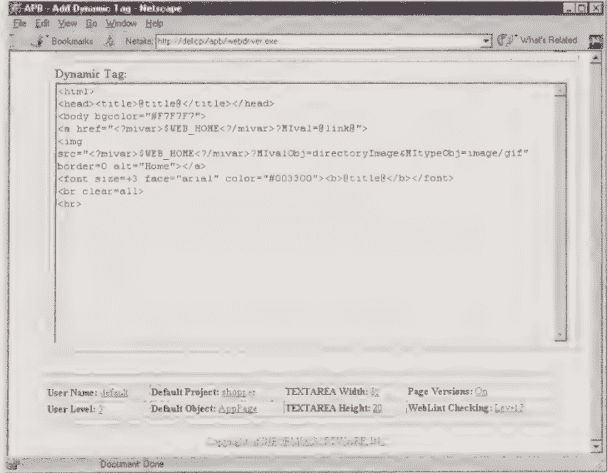 APB - Add Dynamic Tag - Netscape
File Edit View Go Window Help
Bookmarks Netsite: http://dell.cpi/apb/webdriver.exe What's Related
Dynamic Tag:
<html>
<head><title>@title@</title></head>
<body bgcolor="#F7F7F7">
<a href="<?mivar>$WEB_HOME<?/mivar>?MIval=@link@">
<img
src="<?mivar>$WEB_HOME<?/mivar>?MIvalObj=directoryImage&MItypeObj=image/gif"
border=0 alt="Home"></a>
<font size=+3 face="arial" color="#003300"><b>@title@</b></font>
<br clear=all>
<hr>
User Name: default Default Project: shopper TEXTAREA Width: Page Versions: On
User Level: 2 Default Object: AppPage TEXTAREA Height: 20 WebLint Checking: Level
Copyright
Document: Done